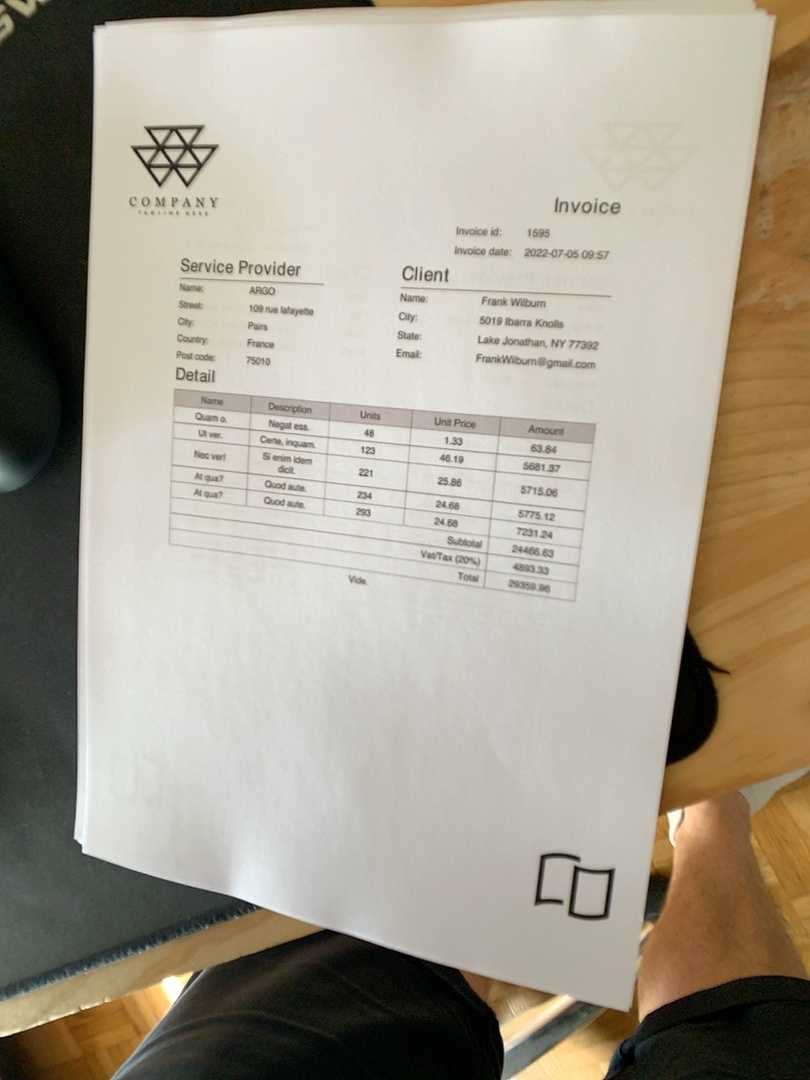 COMPANY
TAGLINE HERE
Invoice
Invoice id: 1595
Invoice date: 2022-07-05 09:57
Service Provider
Name: ARGO
Street: 109 rue lafayette
City: Pairs
Country: France
Post code: 75010
Client
Name: Frank Wilburn
City: 5019 Ibarra Knolls
State: Lake Jonathan, NY 77392
Email: FrankWilburn@gmail.com
Detail
Name Description Units Unit Price Amount
Quam o. Negat ess. 48 1.33 63.84
Ut ver. Certe, inquam. 123 46.19 5681.37
Nec ver! Si enim idem dicit. 221 25.86 5715.06
At qua? Quod aute. 234 24.68 5775.12
At qua? Quod aute. 293 24.68 7231.24
Subtotal 24466.63
Vat/Tax (20%) 4893.33
Total 29359.96
Vide.